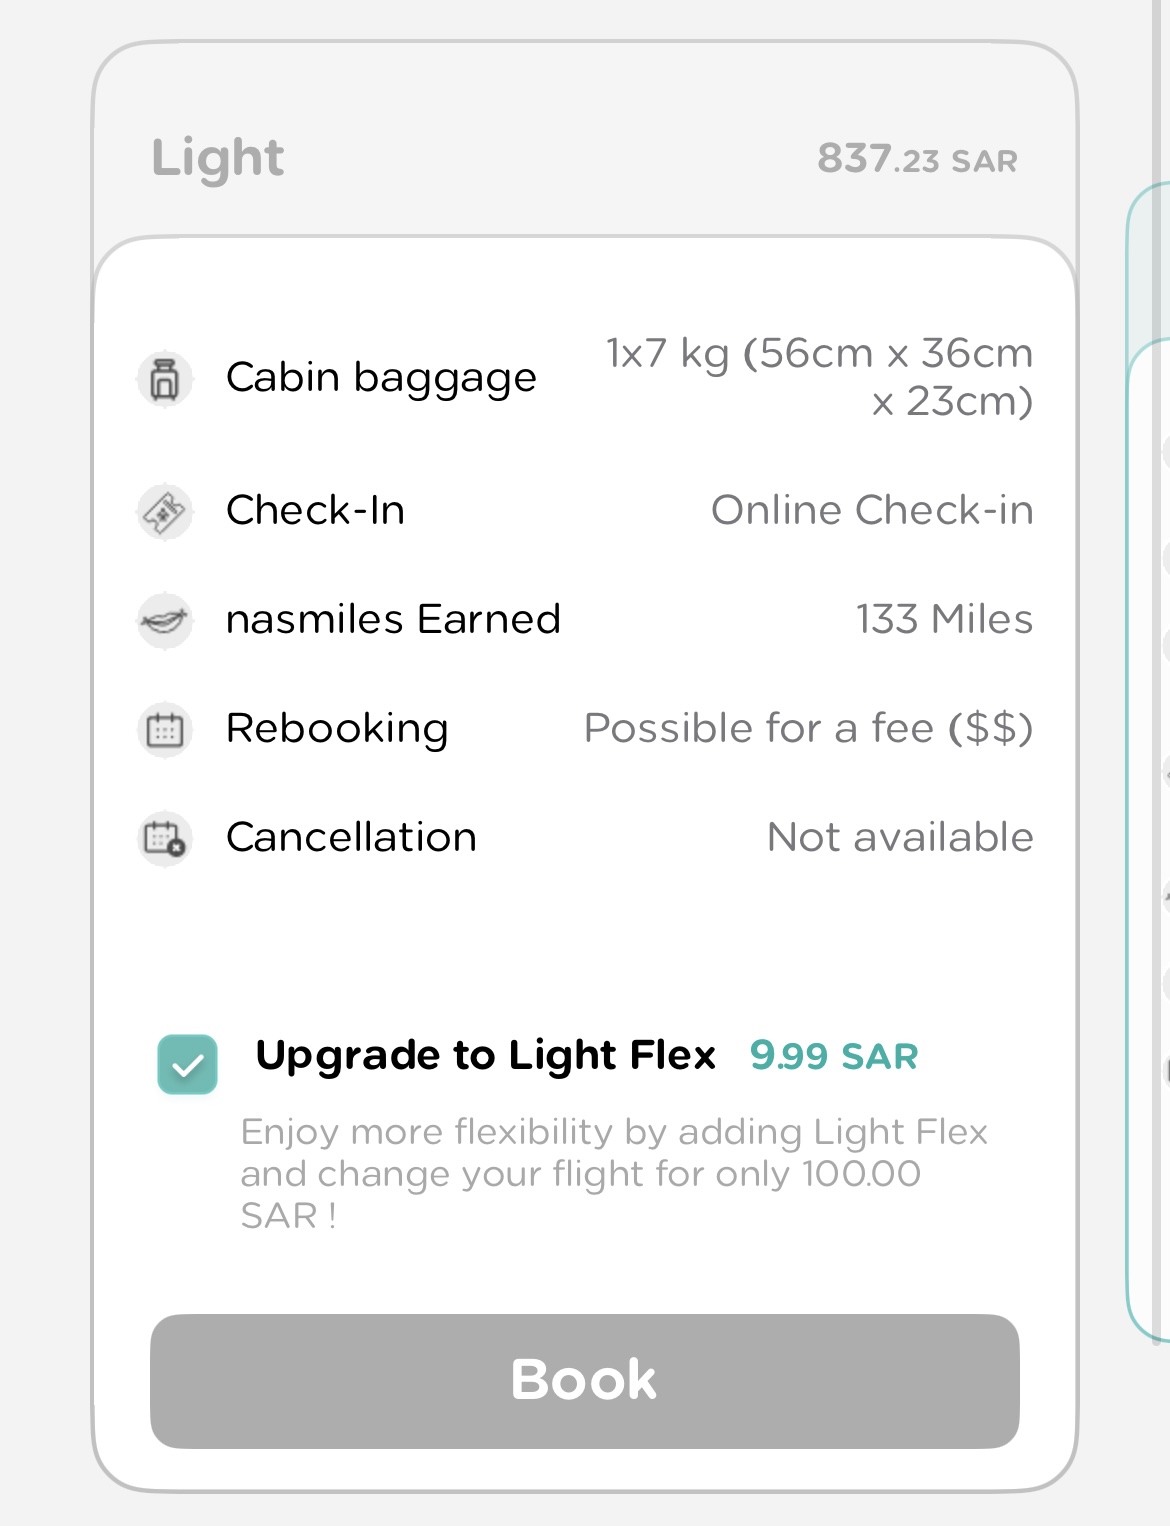 Light 837.23 SAR
Cabin baggage 1x7 kg (56cm x 36cm
x 23cm)
Check-In Online Check-in
nasmiles Earned 133 Miles
Rebooking Possible for a fee ($$)
Cancellation Not available
Upgrade to Light Flex 9.99 SAR
Enjoy more flexibility by adding Light Flex
and change your flight for only 100.00
SAR !
Book